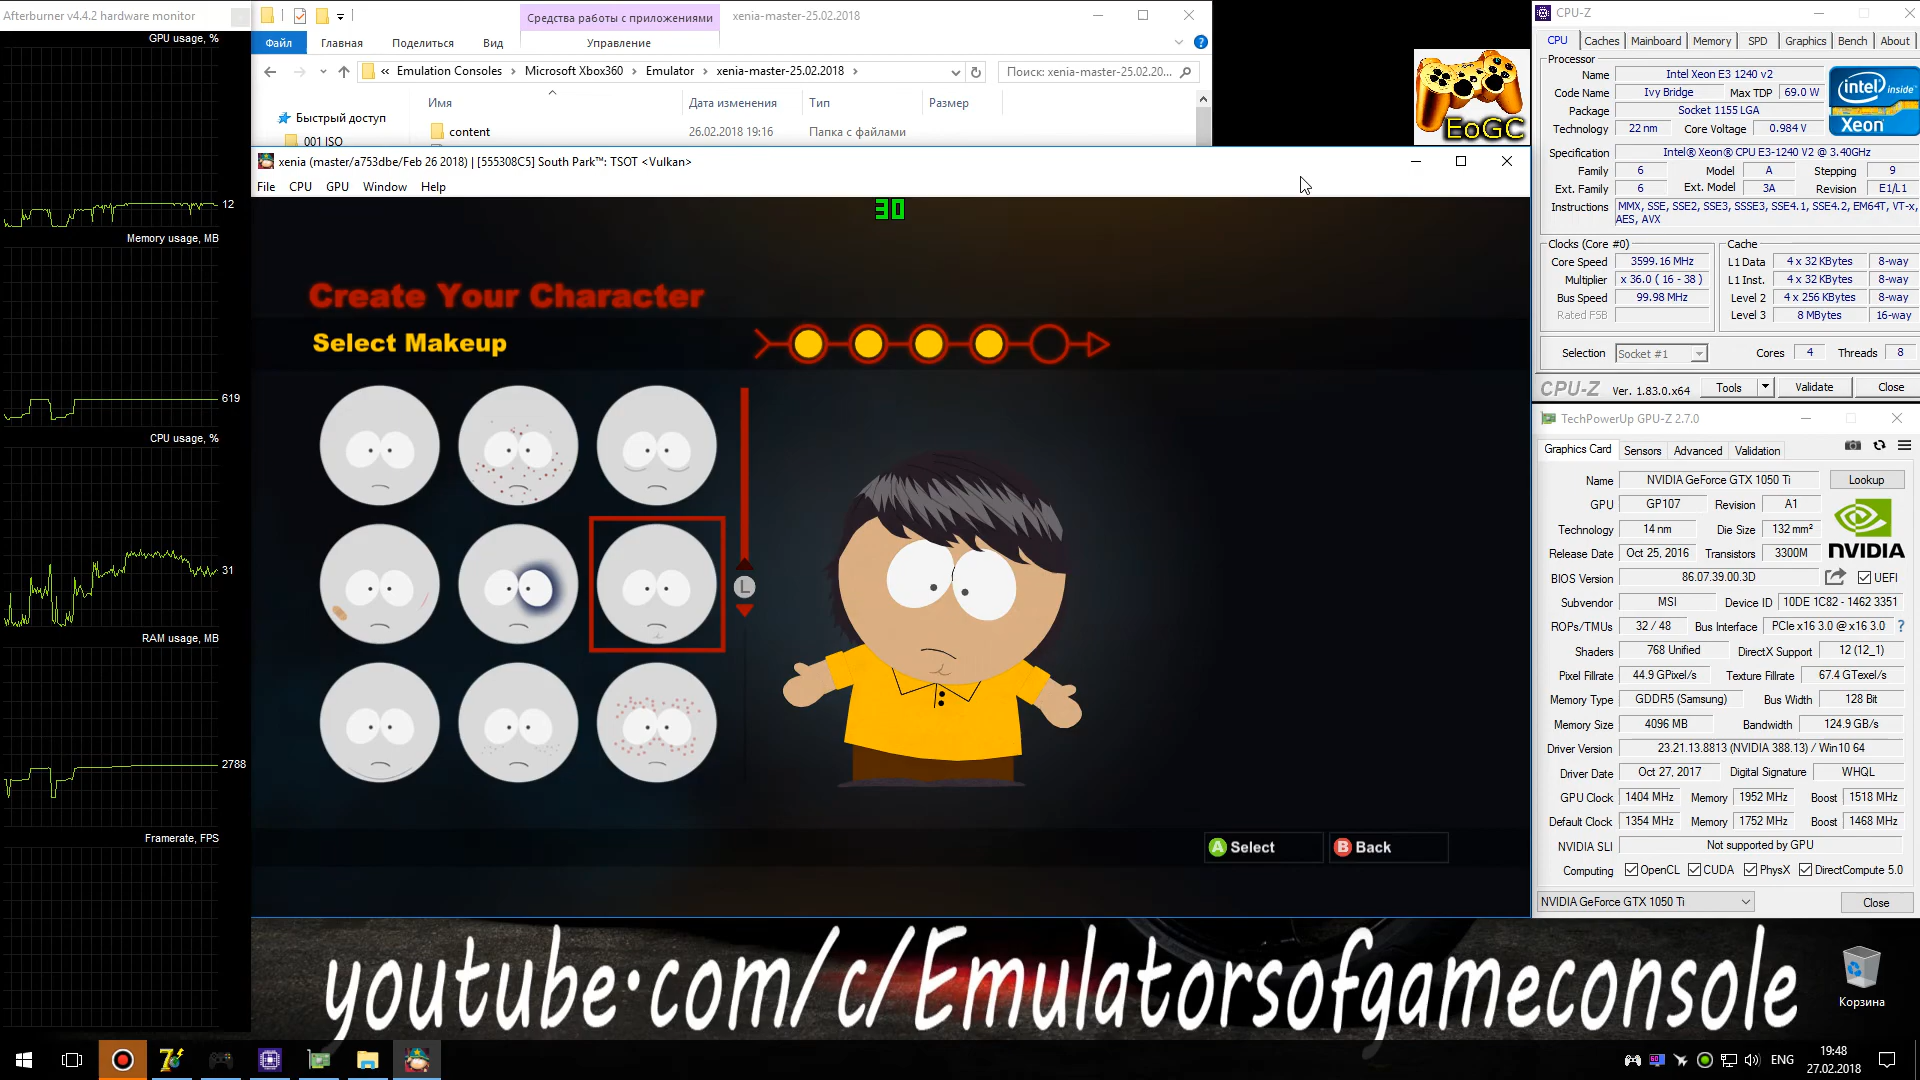 Afterburner v4.4.2 hardware monitor
GPU usage, %
12
Memory usage, MB
619
CPU usage, %
31
RAM usage, MB
2788
Framerate, FPS
Средства работы с приложениями
xenia-master-25.02.2018
Файл
Главная
Поделиться
Вид
Управление
« Emulation Consoles > Microsoft Xbox360 > Emulator > xenia-master-25.02.2018 >
Поиск: xenia-master-25.02.20...
Имя
Дата изменения
Тип
Размер
Быстрый доступ
001 ISO
content
26.02.2018 19:16
Папка с файлами
EoGC
xenia (master/a753dbe/Feb 26 2018) | [555308C5] South Park™: TSOT <Vulkan>
File CPU GPU Window Help
30
Create Your Character
Select Makeup
L
A Select
B Back
CPU-Z
CPU Caches Mainboard Memory SPD Graphics Bench About
Processor
Name Intel Xeon E3 1240 v2
Code Name Ivy Bridge Max TDP 69.0 W
Package Socket 1155 LGA
Technology 22 nm Core Voltage 0.984 V
intel inside™
Xeon
Specification Intel® Xeon® CPU E3-1240 V2 @ 3.40GHz
Family 6 Model A Stepping 9
Ext. Family 6 Ext. Model 3A Revision E1/L1
Instructions MMX, SSE, SSE2, SSE3, SSSE3, SSE4.1, SSE4.2, EM64T, VT-x,
AES, AVX
Clocks (Core #0)
Core Speed 3599.16 MHz
Multiplier x 36.0 ( 16 - 38 )
Bus Speed 99.98 MHz
Rated FSB
Cache
L1 Data 4 x 32 KBytes 8-way
L1 Inst. 4 x 32 KBytes 8-way
Level 2 4 x 256 KBytes 8-way
Level 3 8 MBytes 16-way
Selection Socket #1 Cores 4 Threads 8
CPU-Z Ver. 1.83.0.x64 Tools Validate Close
TechPowerUp GPU-Z 2.7.0
Graphics Card Sensors Advanced Validation
Name NVIDIA GeForce GTX 1050 Ti Lookup
GPU GP107 Revision A1
Technology 14 nm Die Size 132 mm²
Release Date Oct 25, 2016 Transistors 3300M
NVIDIA
BIOS Version 86.07.39.00.3D UEFI
Subvendor MSI Device ID 10DE 1C82 - 1462 3351
ROPs/TMUs 32 / 48 Bus Interface PCIe x16 3.0 @ x16 3.0 ?
Shaders 768 Unified DirectX Support 12 (12_1)
Pixel Fillrate 44.9 GPixel/s Texture Fillrate 67.4 GTexel/s
Memory Type GDDR5 (Samsung) Bus Width 128 Bit
Memory Size 4096 MB Bandwidth 124.9 GB/s
Driver Version 23.21.13.8813 (NVIDIA 388.13) / Win10 64
Driver Date Oct 27, 2017 Digital Signature WHQL
GPU Clock 1404 MHz Memory 1952 MHz Boost 1518 MHz
Default Clock 1354 MHz Memory 1752 MHz Boost 1468 MHz
NVIDIA SLI Not supported by GPU
Computing OpenCL CUDA PhysX DirectCompute 5.0
NVIDIA GeForce GTX 1050 Ti Close
youtube.com/c/Emulatorsofgameconsole
Корзина
ENG
19:48
27.02.2018